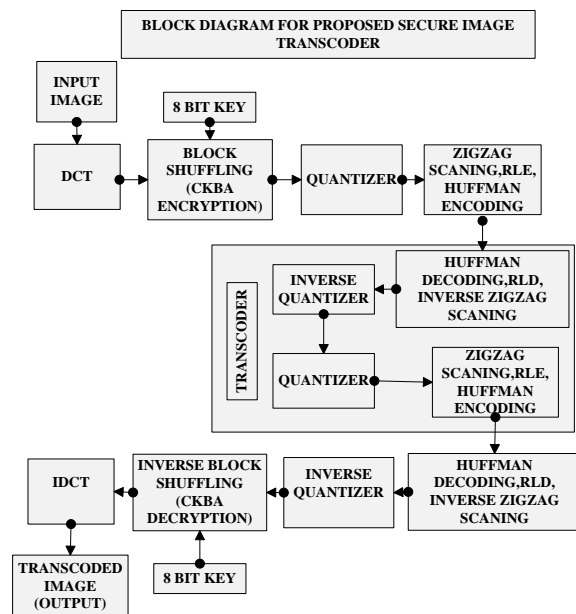 BLOCK DIAGRAM FOR PROPOSED SECURE IMAGE
TRANSCODER
INPUT
IMAGE
8 BIT KEY
DCT
BLOCK
SHUFFLING
(CKBA
ENCRYPTION)
QUANTIZER
ZIGZAG
SCANING,RLE,
HUFFMAN
ENCODING
TRANSCODER
HUFFMAN
DECODING,RLD,
INVERSE ZIGZAG
SCANING
INVERSE
QUANTIZER
QUANTIZER
ZIGZAG
SCANING,RLE,
HUFFMAN
ENCODING
HUFFMAN
DECODING,RLD,
INVERSE ZIGZAG
SCANING
INVERSE
QUANTIZER
INVERSE BLOCK
SHUFFLING
(CKBA
DECRYPTION)
IDCT
8 BIT KEY
TRANSCODED
IMAGE
(OUTPUT)